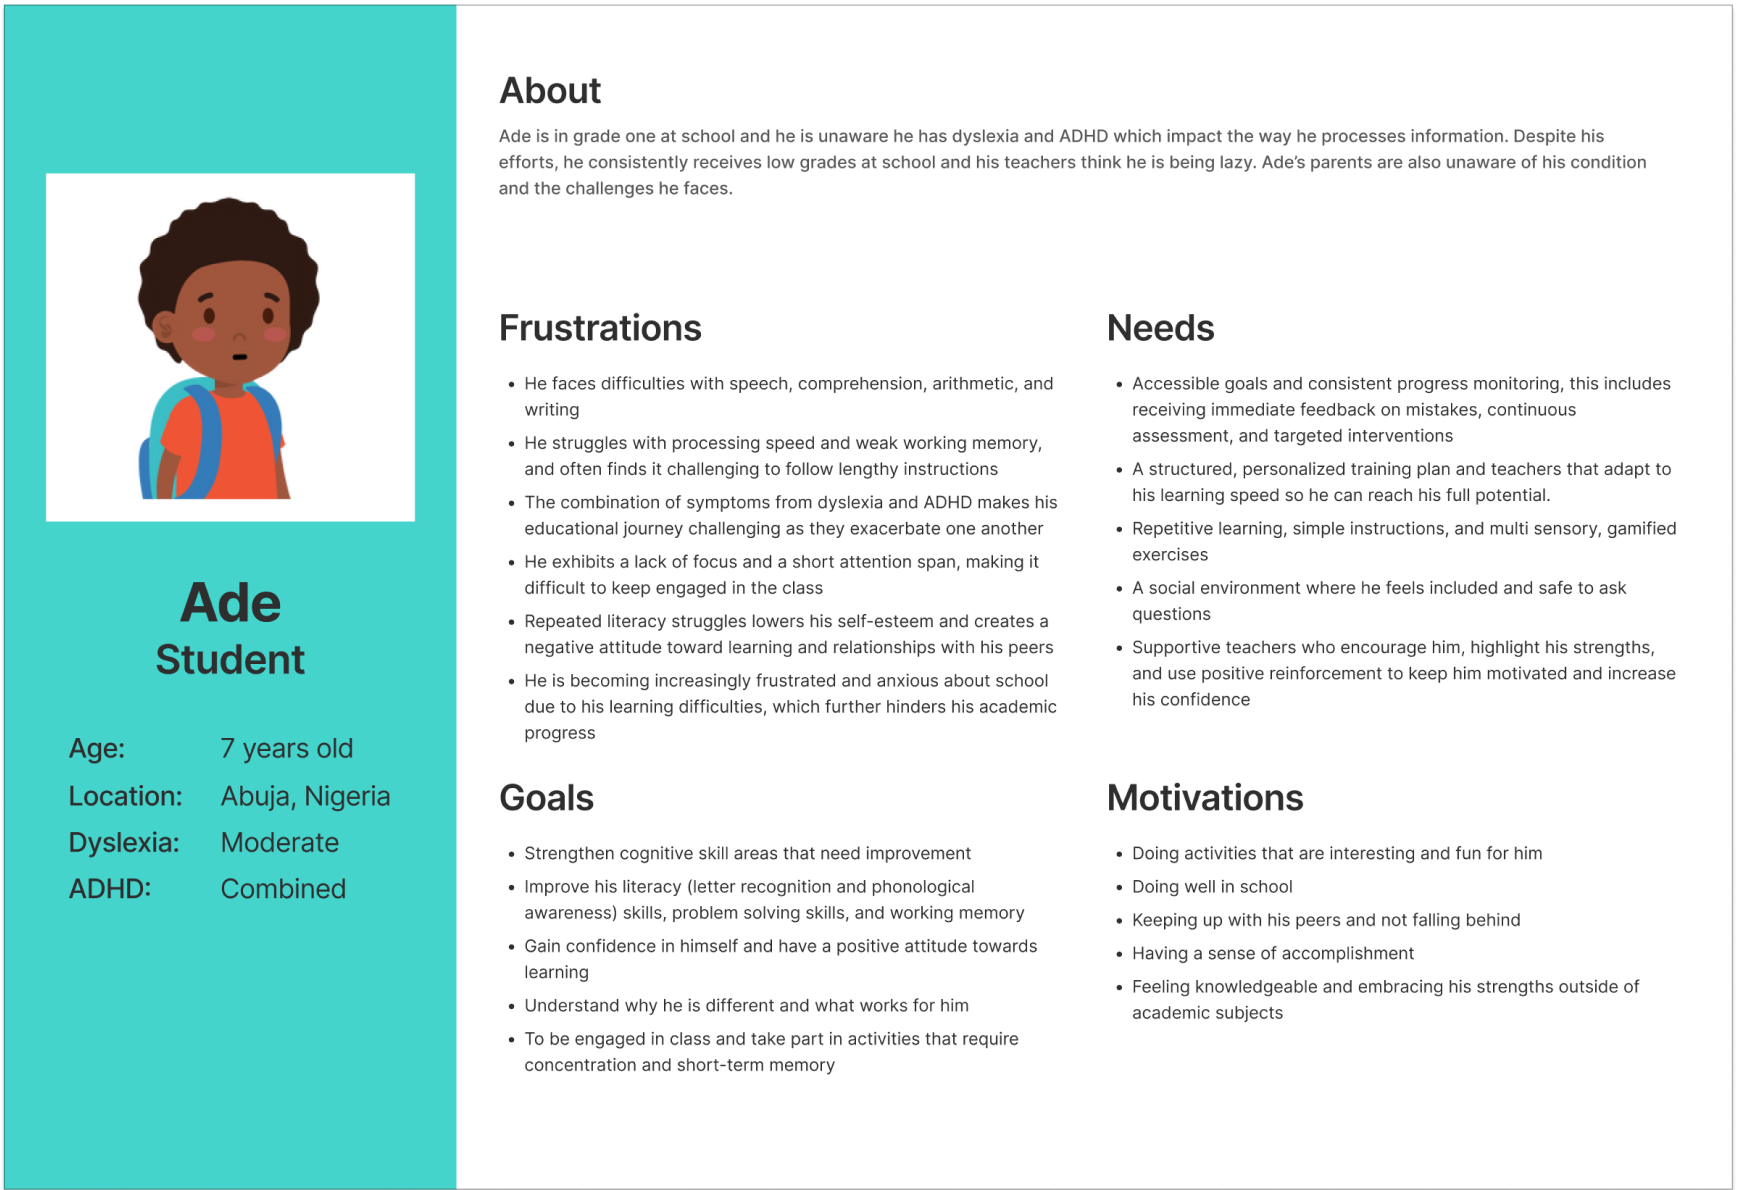 Ade
Student
Age: 7 years old
Location: Abuja, Nigeria
Dyslexia: Moderate
ADHD: Combined
About
Ade is in grade one at school and he is unaware he has dyslexia and ADHD which impact the way he processes information. Despite his
efforts, he consistently receives low grades at school and his teachers think he is being lazy. Ade’s parents are also unaware of his condition
and the challenges he faces.
Frustrations
• He faces difficulties with speech, comprehension, arithmetic, and
writing
• He struggles with processing speed and weak working memory,
and often finds it challenging to follow lengthy instructions
• The combination of symptoms from dyslexia and ADHD makes his
educational journey challenging as they exacerbate one another
• He exhibits a lack of focus and a short attention span, making it
difficult to keep engaged in the class
• Repeated literacy struggles lowers his self-esteem and creates a
negative attitude toward learning and relationships with his peers
• He is becoming increasingly frustrated and anxious about school
due to his learning difficulties, which further hinders his academic
progress
Needs
• Accessible goals and consistent progress monitoring, this includes
receiving immediate feedback on mistakes, continuous
assessment, and targeted interventions
• A structured, personalized training plan and teachers that adapt to
his learning speed so he can reach his full potential.
• Repetitive learning, simple instructions, and multi sensory, gamified
exercises
• A social environment where he feels included and safe to ask
questions
• Supportive teachers who encourage him, highlight his strengths,
and use positive reinforcement to keep him motivated and increase
his confidence
Goals
• Strengthen cognitive skill areas that need improvement
• Improve his literacy (letter recognition and phonological
awareness) skills, problem solving skills, and working memory
• Gain confidence in himself and have a positive attitude towards
learning
• Understand why he is different and what works for him
• To be engaged in class and take part in activities that require
concentration and short-term memory
Motivations
• Doing activities that are interesting and fun for him
• Doing well in school
• Keeping up with his peers and not falling behind
• Having a sense of accomplishment
• Feeling knowledgeable and embracing his strengths outside of
academic subjects